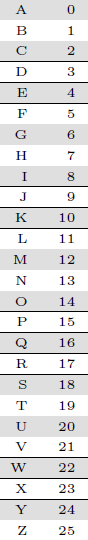 A 0
B 1
C 2
D 3
E 4
F 5
G 6
H 7
I 8
J 9
K 10
L 11
M 12
N 13
O 14
P 15
Q 16
R 17
S 18
T 19
U 20
V 21
W 22
X 23
Y 24
Z 25